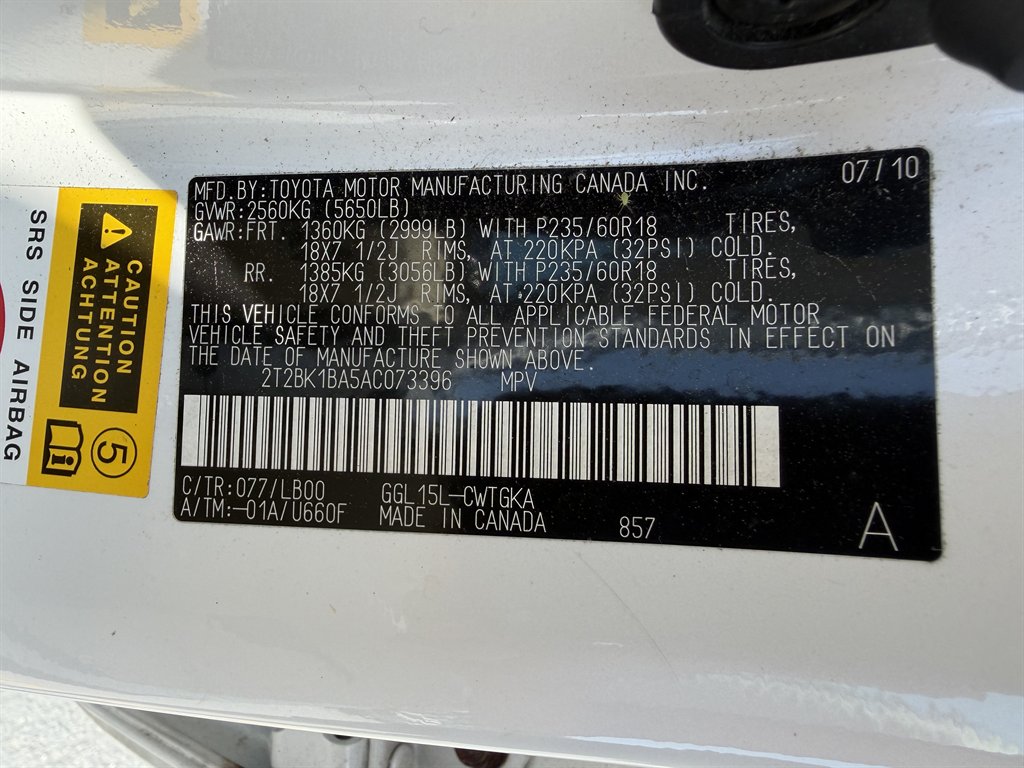 MFD.BY:TOYOTA MOTOR MANUFACTURING CANADA INC. 07/10
GVWR:2560KG (5650LB)
GAWR:FRT. 1360KG (2999LB) WITH P235/60R18 TIRES,
18X7 1/2J RIMS, AT 220KPA (32PSI) COLD.
RR. 1385KG (3056LB) WITH P235/60R18 TIRES,
18X7 1/2J RIMS, AT 220KPA (32PSI) COLD.
THIS VEHICLE CONFORMS TO ALL APPLICABLE FEDERAL MOTOR
VEHICLE SAFETY AND THEFT PREVENTION STANDARDS IN EFFECT ON
THE DATE OF MANUFACTURE SHOWN ABOVE.
2T2BK1BA5AC073396 MPV
C/TR:077/LB00 GGL15L-CWTGKA
A/TM:-01A/U660F MADE IN CANADA 857 A
SRS SIDE AIRBAG
CAUTION
ATTENTION
ACHTUNG
5